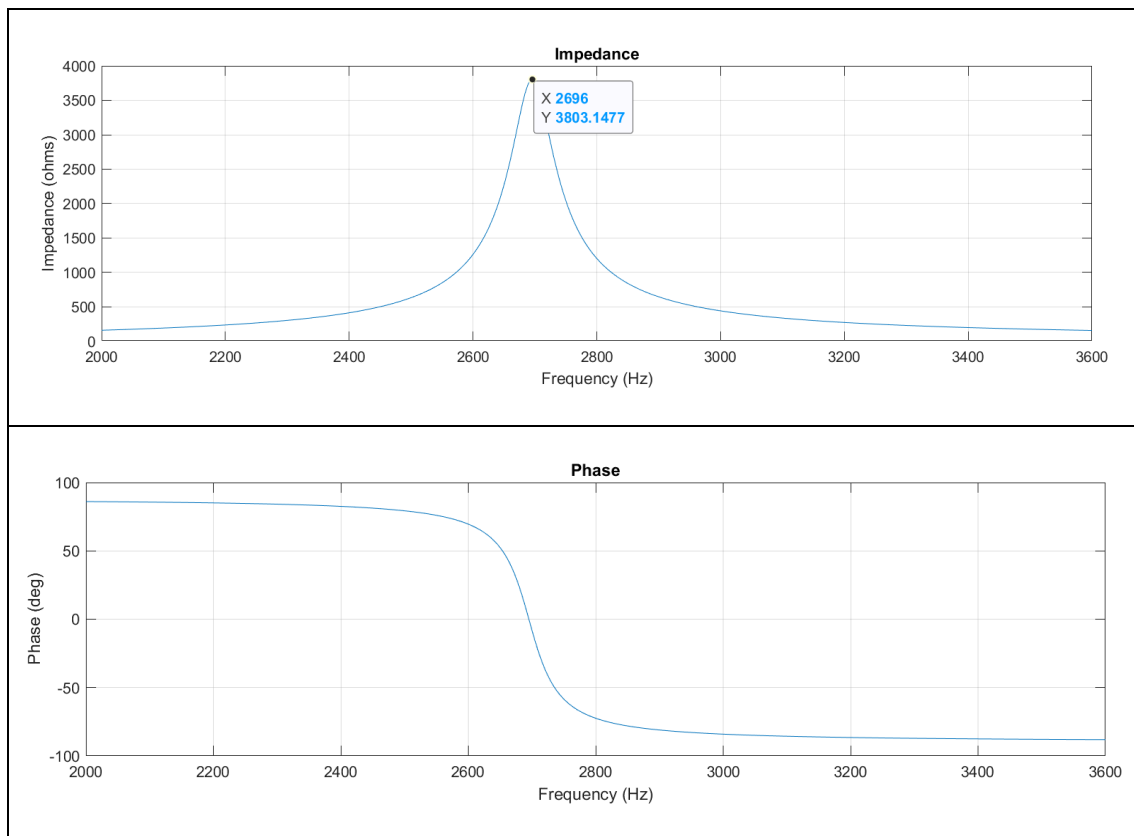 Impedance
4000
3500
3000
2500
2000
1500
1000
500
0
Impedance (ohms)
X 2696
Y 3803.1477
2000 2200 2400 2600 2800 3000 3200 3400 3600
Frequency (Hz)
Phase
100
50
0
-50
-100
Phase (deg)
2000 2200 2400 2600 2800 3000 3200 3400 3600
Frequency (Hz)